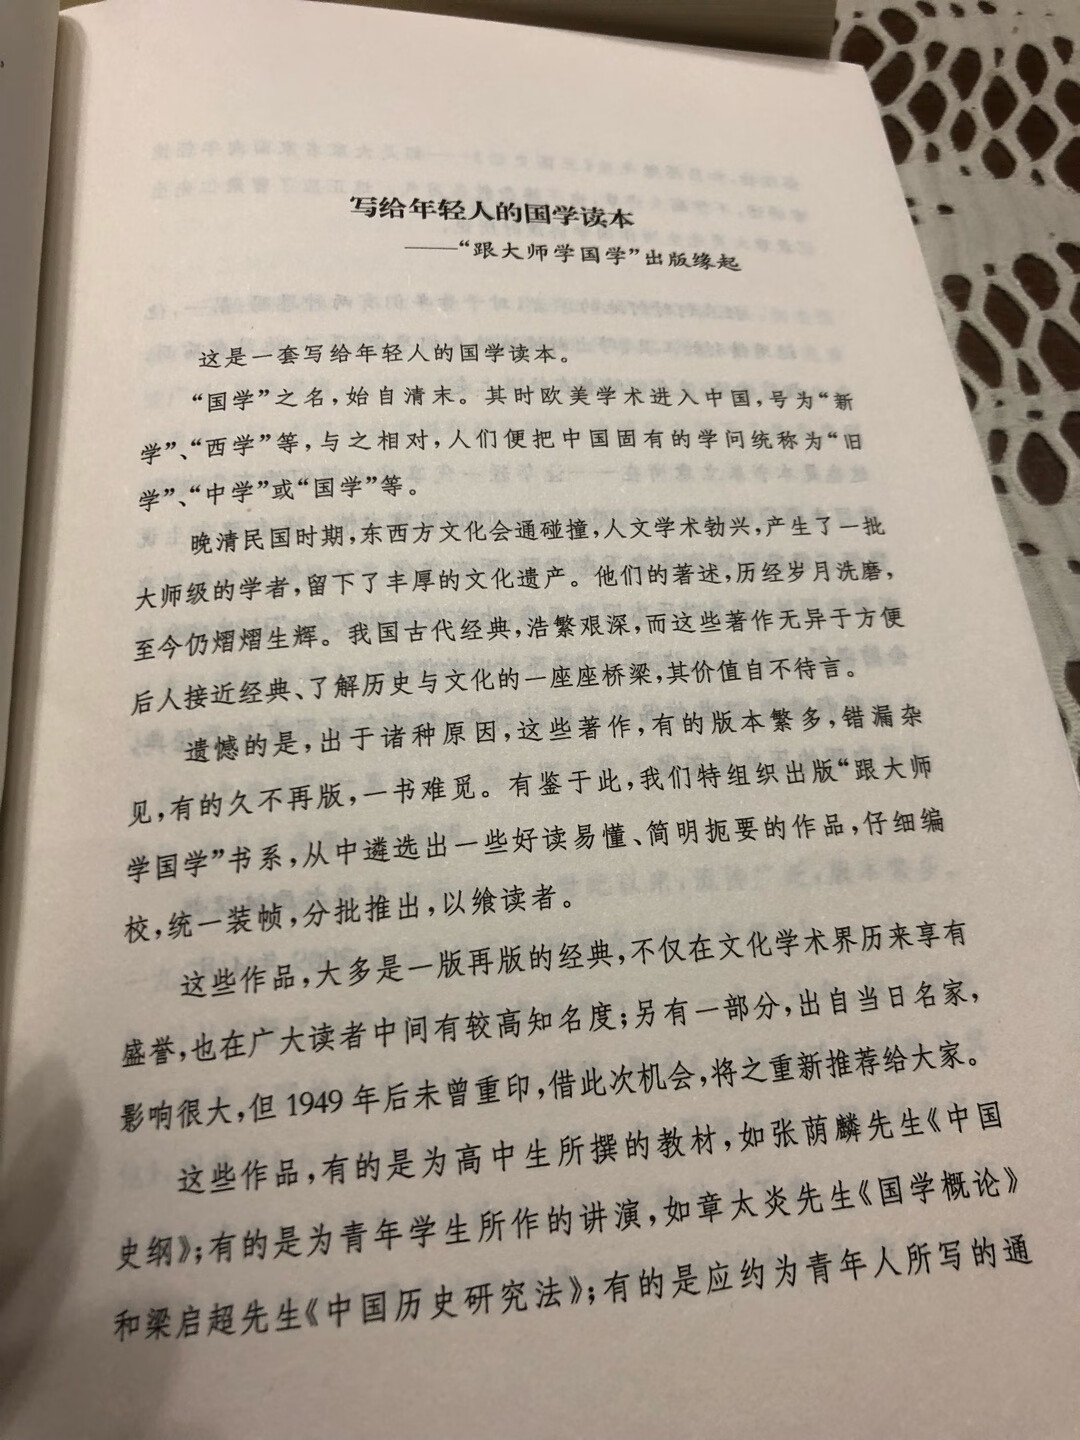 写给年轻人的国学读本
——“跟大师学国学”出版缘起
这是一套写给年轻人的国学读本。
“国学”之名，始自清末。其时欧美学术进入中国，号为“新
学”、“西学”等，与之相对，人们便把中国固有的学问统称为“旧
学”、“中学”或“国学”等。
晚清民国时期，东西方文化会通碰撞，人文学术勃兴，产生了一批
大师级的学者，留下了丰厚的文化遗产。他们的著述，历经岁月洗磨，
至今仍熠熠生辉。我国古代经典，浩繁艰深，而这些著作无异于方便
后人接近经典、了解历史与文化的一座座桥梁，其价值自不待言。
遗憾的是，出于诸种原因，这些著作，有的版本繁多，错漏杂
见，有的久不再版，一书难觅。有鉴于此，我们特组织出版“跟大师
学国学”书系，从中遴选出一些好读易懂、简明扼要的作品，仔细编
校，统一装帧，分批推出，以飨读者。
这些作品，大多是一版再版的经典，不仅在文化学术界历来享有
盛誉，也在广大读者中间有较高知名度；另有一部分，出自当日名家，
影响很大，但1949年后未曾重印，借此次机会，将之重新推荐给大家。
这些作品，有的是为高中生所撰的教材，如张荫麟先生《中国
史纲》；有的是为青年学生所作的讲演，如章太炎先生《国学概论》
和梁启超先生《中国历史研究法》；有的是应约为青年人所写的通